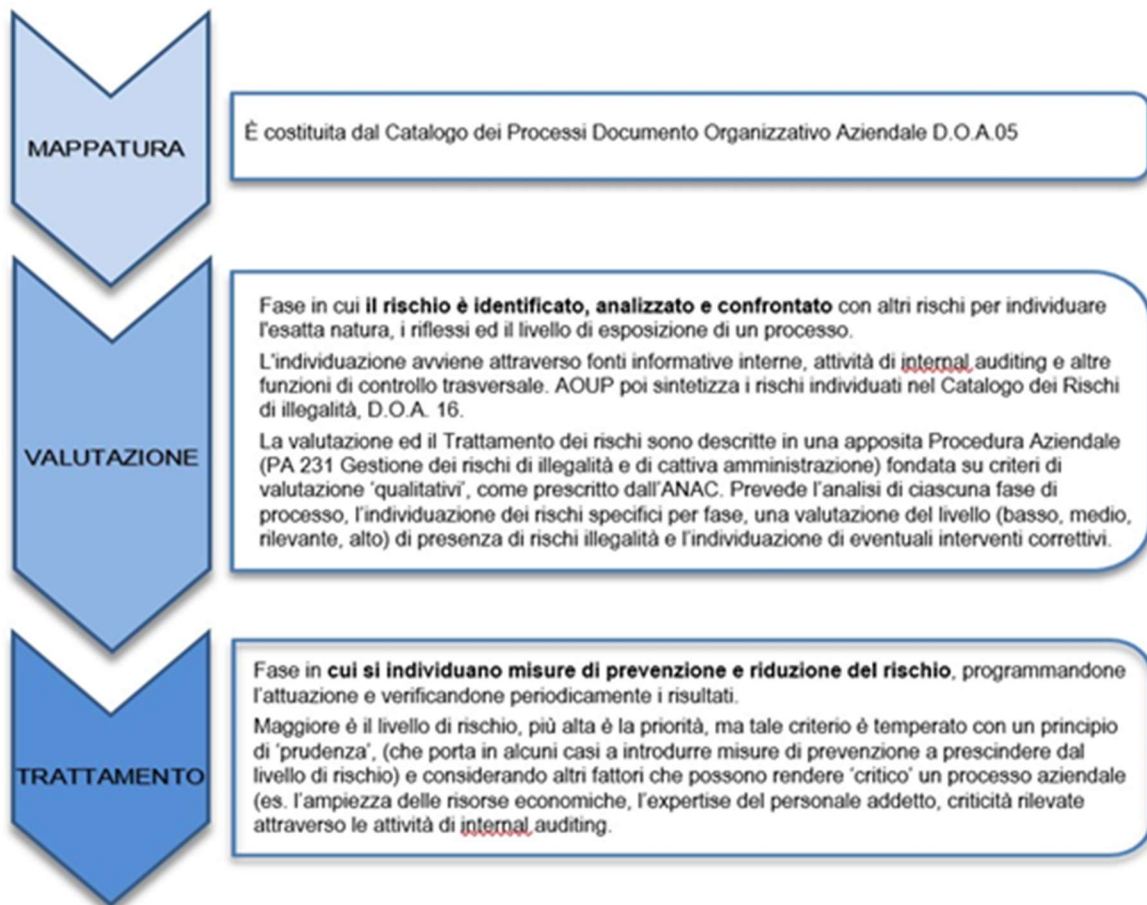 MAPPATURA
È costituita dal Catalogo dei Processi Documento Organizzativo Aziendale D.O.A.05
VALUTAZIONE
Fase in cui il rischio è identificato, analizzato e confrontato con altri rischi per individuare
l'esatta natura, i riflessi ed il livello di esposizione di un processo.
L'individuazione avviene attraverso fonti informative interne, attività di internal auditing e altre
funzioni di controllo trasversale. AOUP poi sintetizza i rischi individuati nel Catalogo dei Rischi
di illegalità, D.O.A. 16.
La valutazione ed il Trattamento dei rischi sono descritte in una apposita Procedura Aziendale
(PA 231 Gestione dei rischi di illegalità e di cattiva amministrazione) fondata su criteri di
valutazione 'qualitativi', come prescritto dall'ANAC. Prevede l'analisi di ciascuna fase di
processo, l'individuazione dei rischi specifici per fase, una valutazione del livello (basso, medio,
rilevante, alto) di presenza di rischi illegalità e l'individuazione di eventuali interventi correttivi.
TRATTAMENTO
Fase in cui si individuano misure di prevenzione e riduzione del rischio, programmandone
l'attuazione e verificandone periodicamente i risultati.
Maggiore è il livello di rischio, più alta è la priorità, ma tale criterio è temperato con un principio
di 'prudenza', (che porta in alcuni casi a introdurre misure di prevenzione a prescindere dal
livello di rischio) e considerando altri fattori che possono rendere 'critico' un processo aziendale
(es. l'ampiezza delle risorse economiche, l'expertise del personale addetto, criticità rilevate
attraverso le attività di internal auditing.